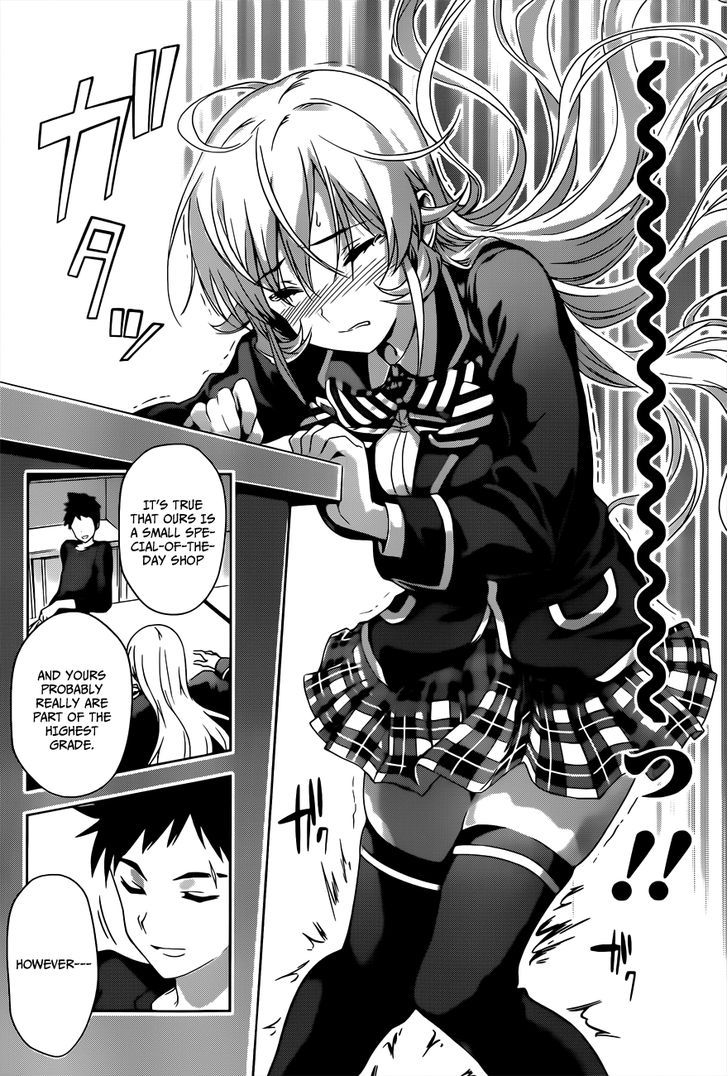 ガタッ
IT'S TRUE
THAT OURS IS
A SMALL SPE-
CIAL-OF-THE-
DAY SHOP
AND YOURS
PROBABLY
REALLY ARE
PART OF THE
HIGHEST
GRADE.
HOWEVER---
っ!!
ガク
ガク